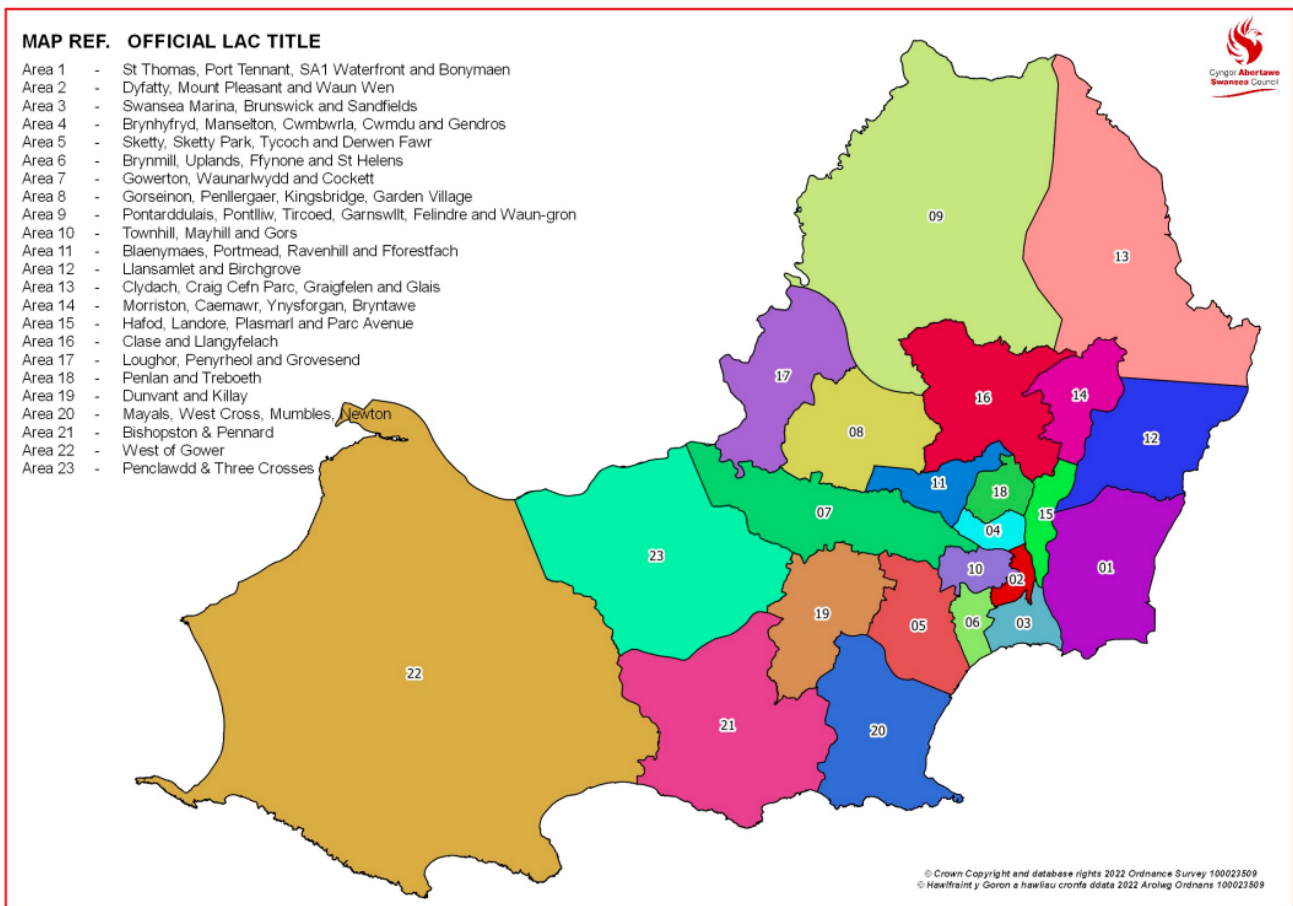 MAP REF. OFFICIAL LAC TITLE
Area 1 - St Thomas, Port Tennant, SA1 Waterfront and Bonymaen
Area 2 - Dyfatty, Mount Pleasant and Waun Wen
Area 3 - Swansea Marina, Brunswick and Sandfields
Area 4 - Brynhyfryd, Manselton, Cwmbwrla, Cwmdu and Gendros
Area 5 - Sketty, Sketty Park, Tycoch and Derwen Fawr
Area 6 - Brynmill, Uplands, Ffynone and St Helens
Area 7 - Gowerton, Waunarlwydd and Cockett
Area 8 - Gorseinon, Penllergaer, Kingsbridge, Garden Village
Area 9 - Pontarddulais, Pontlliw, Tircoed, Garnswllt, Felindre and Waun-gron
Area 10 - Townhill, Mayhill and Gors
Area 11 - Blaenymaes, Portmead, Ravenhill and Fforestfach
Area 12 - Llansamlet and Birchgrove
Area 13 - Clydach, Craig Cefn Parc, Graigfelen and Glais
Area 14 - Morriston, Caemawr, Ynysforgan, Bryntawe
Area 15 - Hafod, Landore, Plasmarl and Parc Avenue
Area 16 - Clase and Llangyfelach
Area 17 - Loughor, Penyrheol and Grovesend
Area 18 - Penlan and Treboeth
Area 19 - Dunvant and Killay
Area 20 - Mayals, West Cross, Mumbles, Newton
Area 21 - Bishopston & Pennard
Area 22 - West of Gower
Area 23 - Penclawdd & Three Crosses
Cyngor Abertawe
Swansea Council
09
13
17
16
14
08
12
11
18
15
07
04
23
10
02
01
19
05
06
03
22
21
20
© Crown Copyright and database rights 2022 Ordnance Survey 100023509
© Hawlfraint y Goron a hawliau cronfa ddata 2022 Arolwg Ordnans 100023509